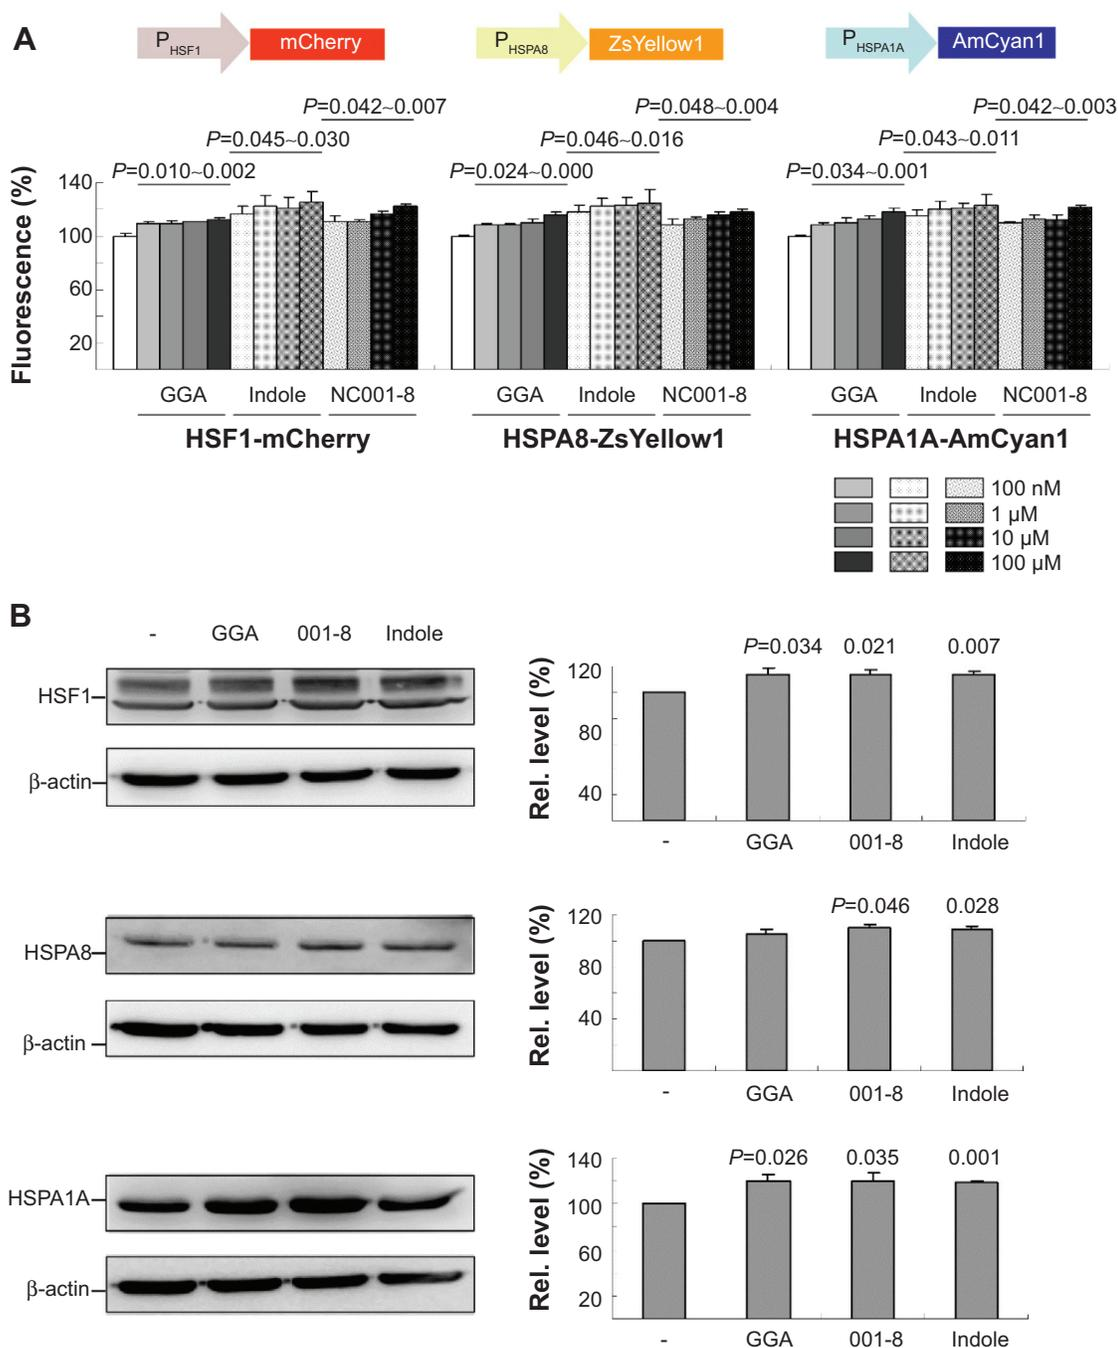 A
PHSF1 mCherry PHSPA8 ZsYellow1 PHSPA1A AmCyan1
P=0.042~0.007 P=0.048~0.004 P=0.042~0.003
P=0.045~0.030 P=0.046~0.016 P=0.043~0.011
P=0.010~0.002 P=0.024~0.000 P=0.034~0.001
Fluorescence (%)
140
100
60
20
GGA Indole NC001-8 GGA Indole NC001-8 GGA Indole NC001-8
HSF1-mCherry HSPA8-ZsYellow1 HSPA1A-AmCyan1
100 nM
1 µM
10 µM
100 µM
B
- GGA 001-8 Indole
HSF1
β-actin
P=0.034 0.021 0.007
Rel. level (%)
120
80
40
- GGA 001-8 Indole
HSPA8
β-actin
P=0.046 0.028
Rel. level (%)
120
80
40
- GGA 001-8 Indole
HSPA1A
β-actin
P=0.026 0.035 0.001
Rel. level (%)
140
100
60
20
- GGA 001-8 Indole